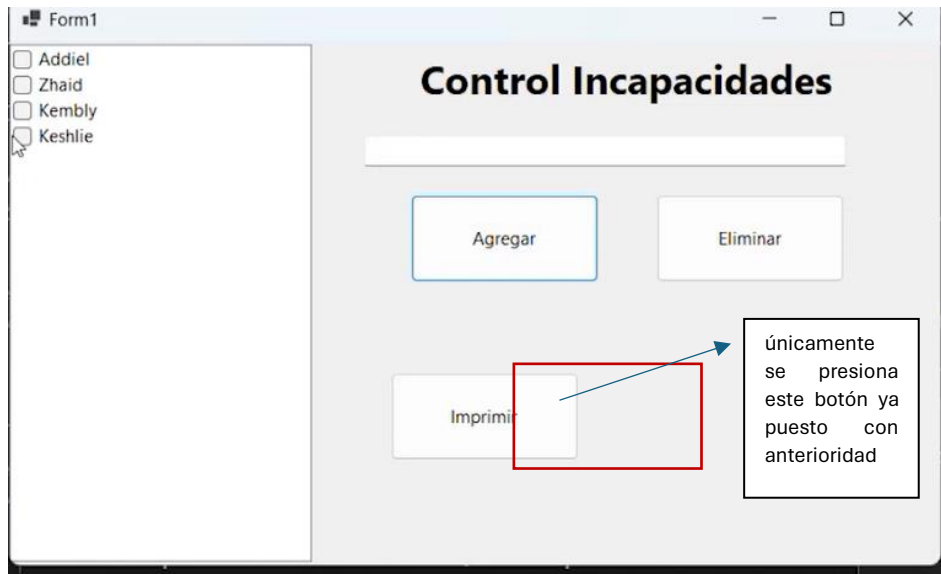 Form1
Addiel
Zhaid
Kembly
Keshlie
Control Incapacidades
Agregar
Eliminar
Imprimir
únicamente
se presiona
este botón ya
puesto con
anterioridad